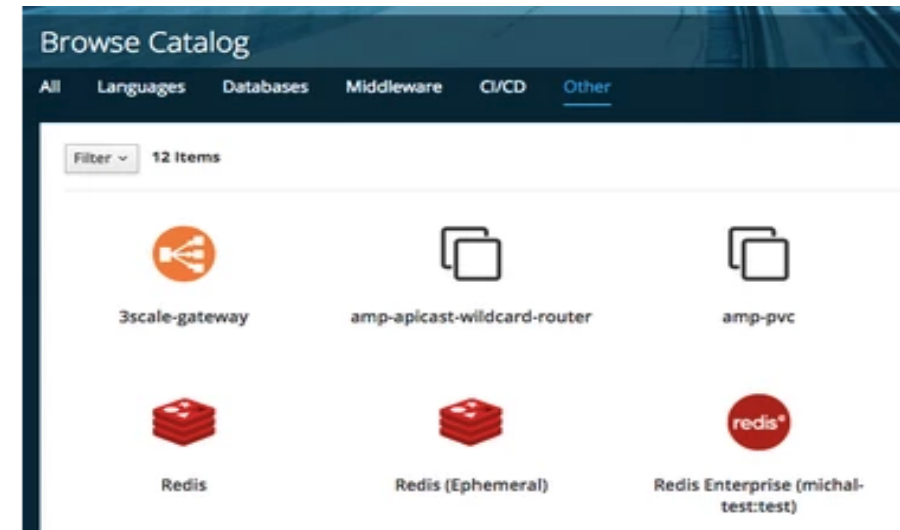 Browse Catalog
All Languages Databases Middleware CI/CD Other
Filter 12 Items
3scale-gateway amp-apicast-wildcard-router amp-pvc
redis
Redis Redis (Ephemeral) Redis Enterprise (michal-
test:test)